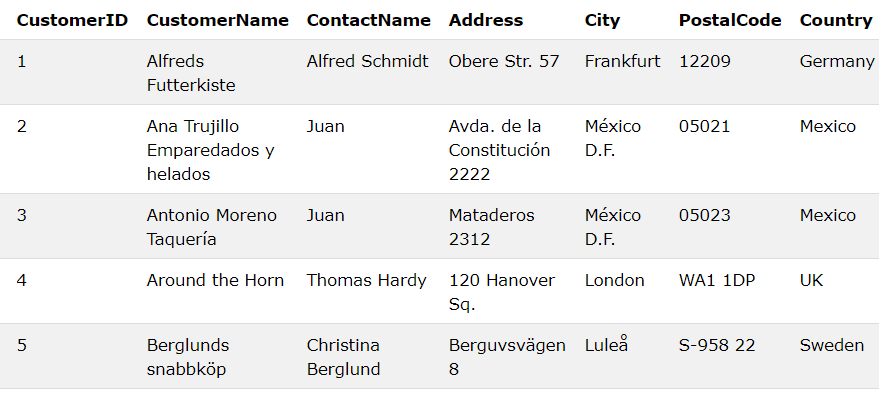 CustomerID CustomerName ContactName Address City PostalCode Country
1 Alfreds Alfred Schmidt Obere Str. 57 Frankfurt 12209 Germany
Futterkiste
2 Ana Trujillo Juan Avda. de la México 05021 Mexico
Emparedados y Constitución D.F.
helados 2222
3 Antonio Moreno Juan Mataderos México 05023 Mexico
Taquería 2312 D.F.
4 Around the Horn Thomas Hardy 120 Hanover London WA1 1DP UK
Sq.
5 Berglunds Christina Berguvsvägen Luleå S-958 22 Sweden
snabbköp Berglund 8